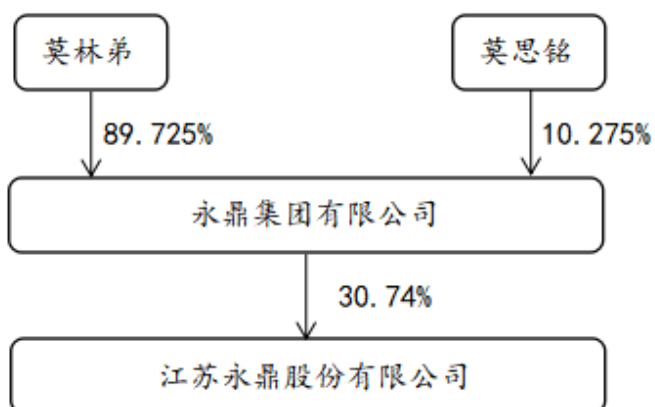 莫林弟
莫思铭
89.725%
10.275%
永鼎集团有限公司
30.74%
江苏永鼎股份有限公司